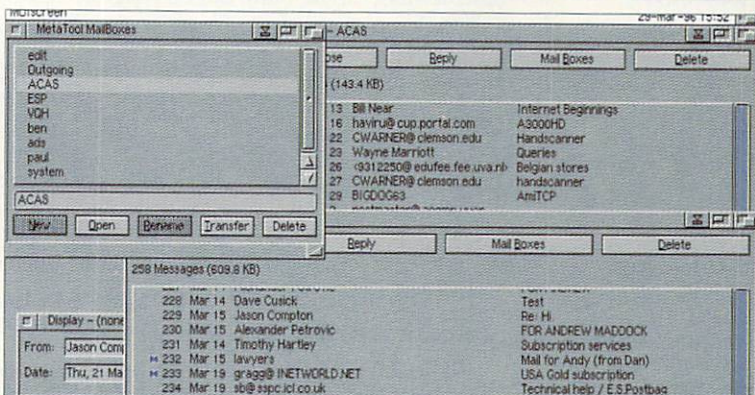 MUIScreen 29-mar-96 15:52
MetaTool MailBoxes
edit
Outgoing
ACAS
ESP
VQH
ben
ads
paul
system
ACAS
New Open Rename Transfer Delete
- ACAS
ose Reply Mail Boxes Delete
(143.4 KB)
13 Bill Near Internet Beginnings
16 haviru@cup.portal.com A3000HD
22 CWARNER@clemson.edu Handscanner
23 Wayne Marriott Queries
26 <9312250@edufee.fee.uva.nl> Belgian stores
27 CWARNER@clemson.edu handscanner
29 BIGDOG63 AmiTCP
Reply Mail Boxes Delete
258 Messages (609.8 KB)
228 Mar 14 Dave Cusick Test
229 Mar 15 Jason Compton Re: Hi.
230 Mar 15 Alexander Petrovic FOR ANDREW MADDOCK
231 Mar 14 Timothy Hartley Subscription services
M 232 Mar 15 lawyers Mail for Andy (from Dan)
M 233 Mar 19 gragg@INETWORLD.NET USA Gold subscription
234 Mar 19 sb@sspc.icl.co.uk Technical help / E.S.Postbag
Display - (none
From: Jason Comp
Date: Thu, 21 Ma